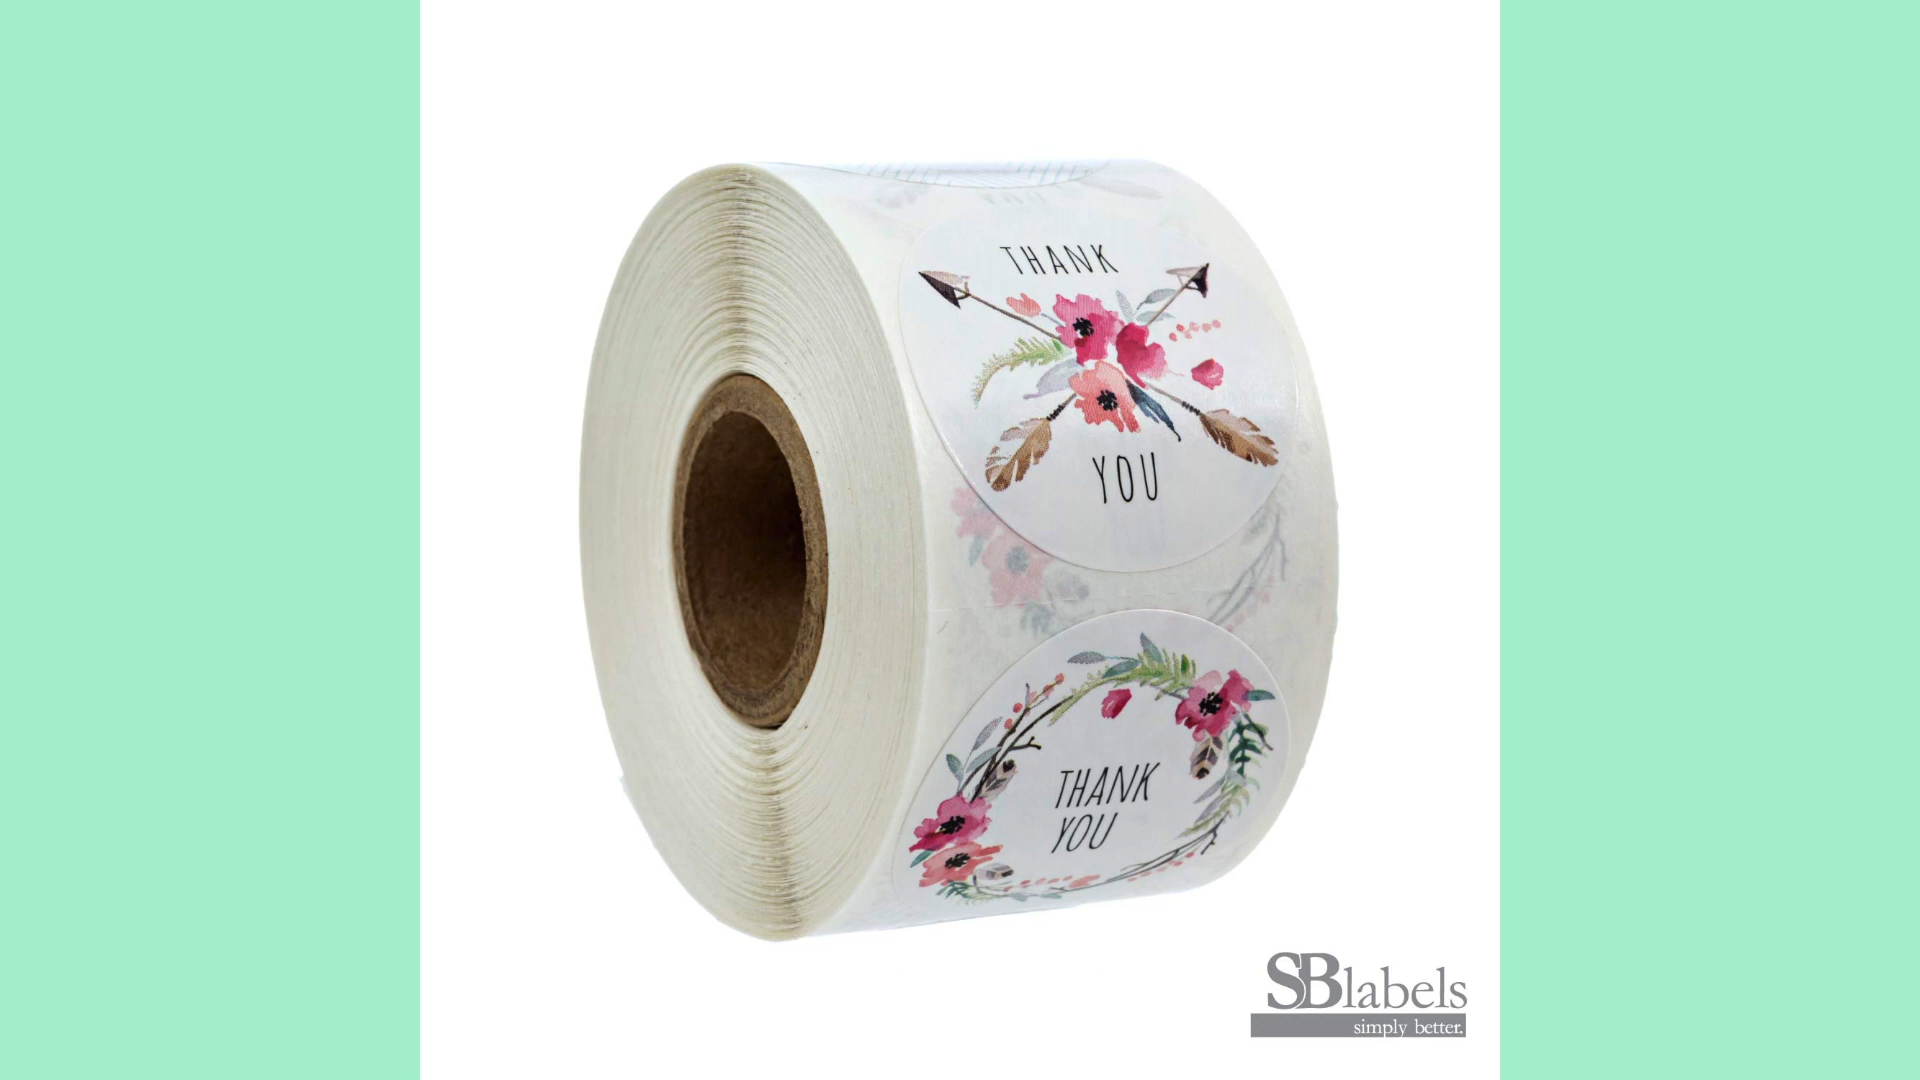 THANK
YOU
THANK
YOU
SBlabels
simply better.